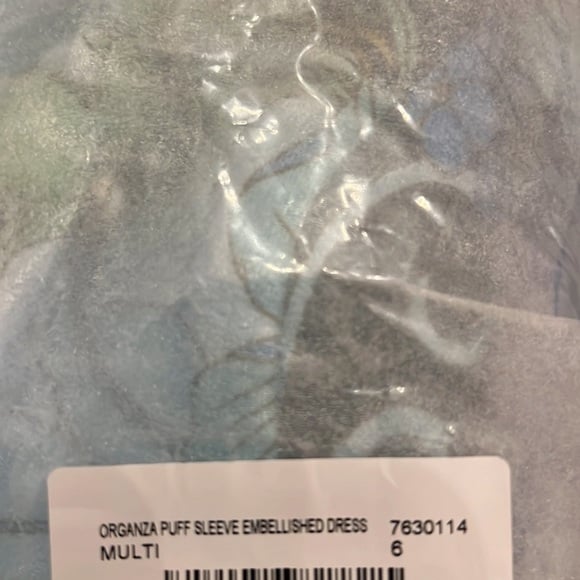 ORGANZA PUFF SLEEVE EMBELLISHED DRESS 7630114
MULTI 6